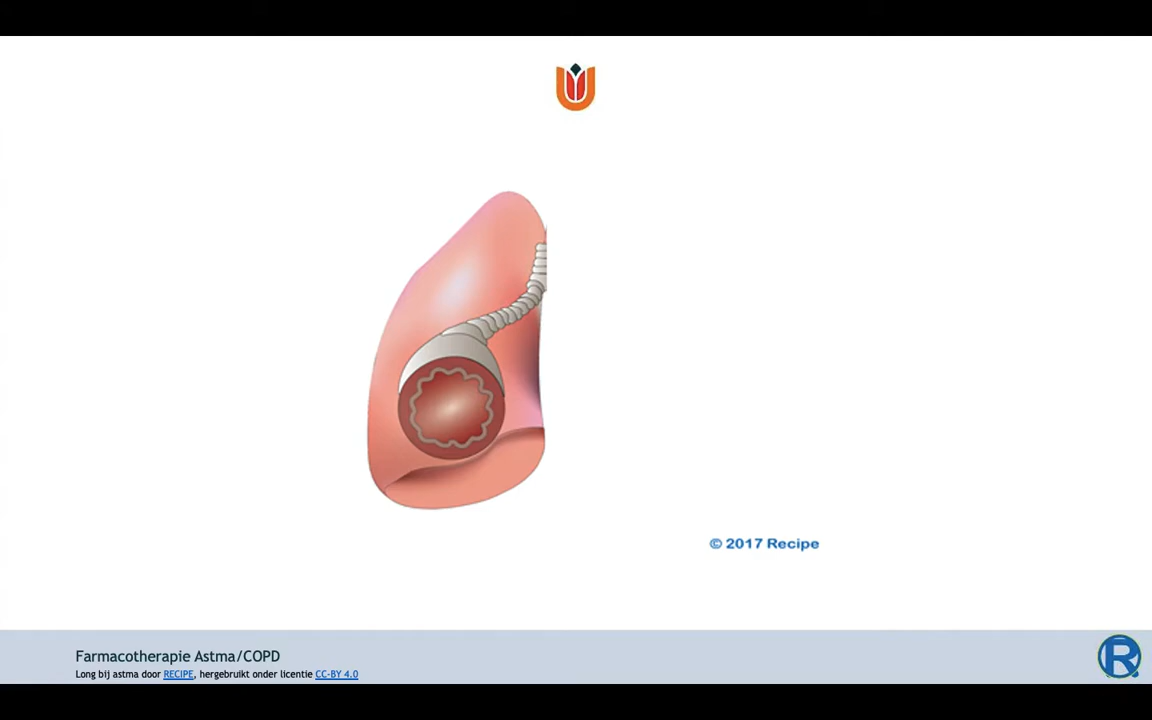 © 2017 Recipe
Farmacotherapie Astma/COPD
Long bij astma door RECIPE, hergebruikt onder licentie CC-BY 4.0
R